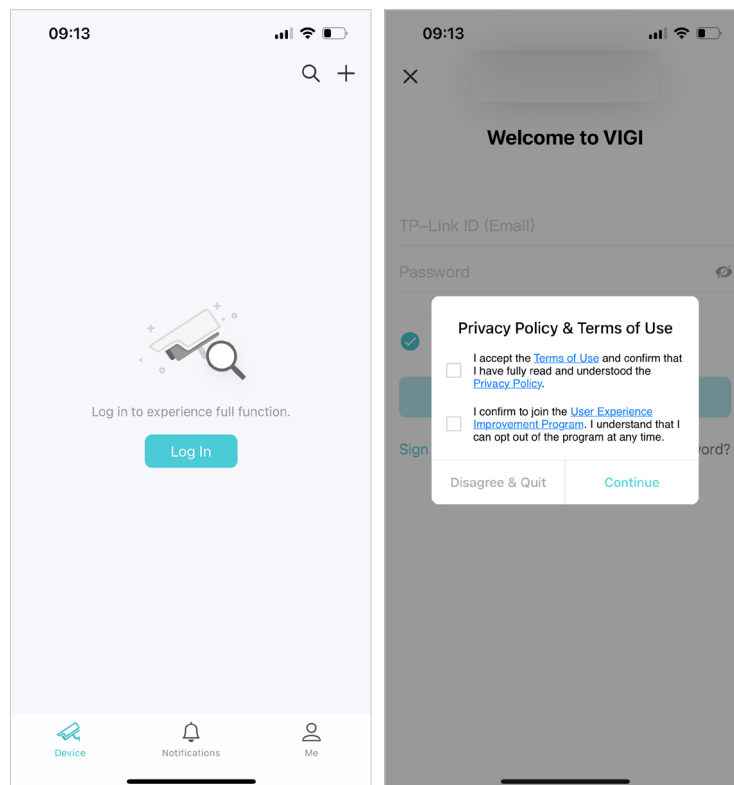 09:13
Log in to experience full function.
Log In
Device
Notifications
Me
09:13
Welcome to VIGI
TP-Link ID (Email)
Password
Privacy Policy & Terms of Use
I accept the Terms of Use and confirm that
I have fully read and understood the
Privacy Policy.
I confirm to join the User Experience
Improvement Program. I understand that I
can opt out of the program at any time.
Sign
ord?
Disagree & Quit
Continue